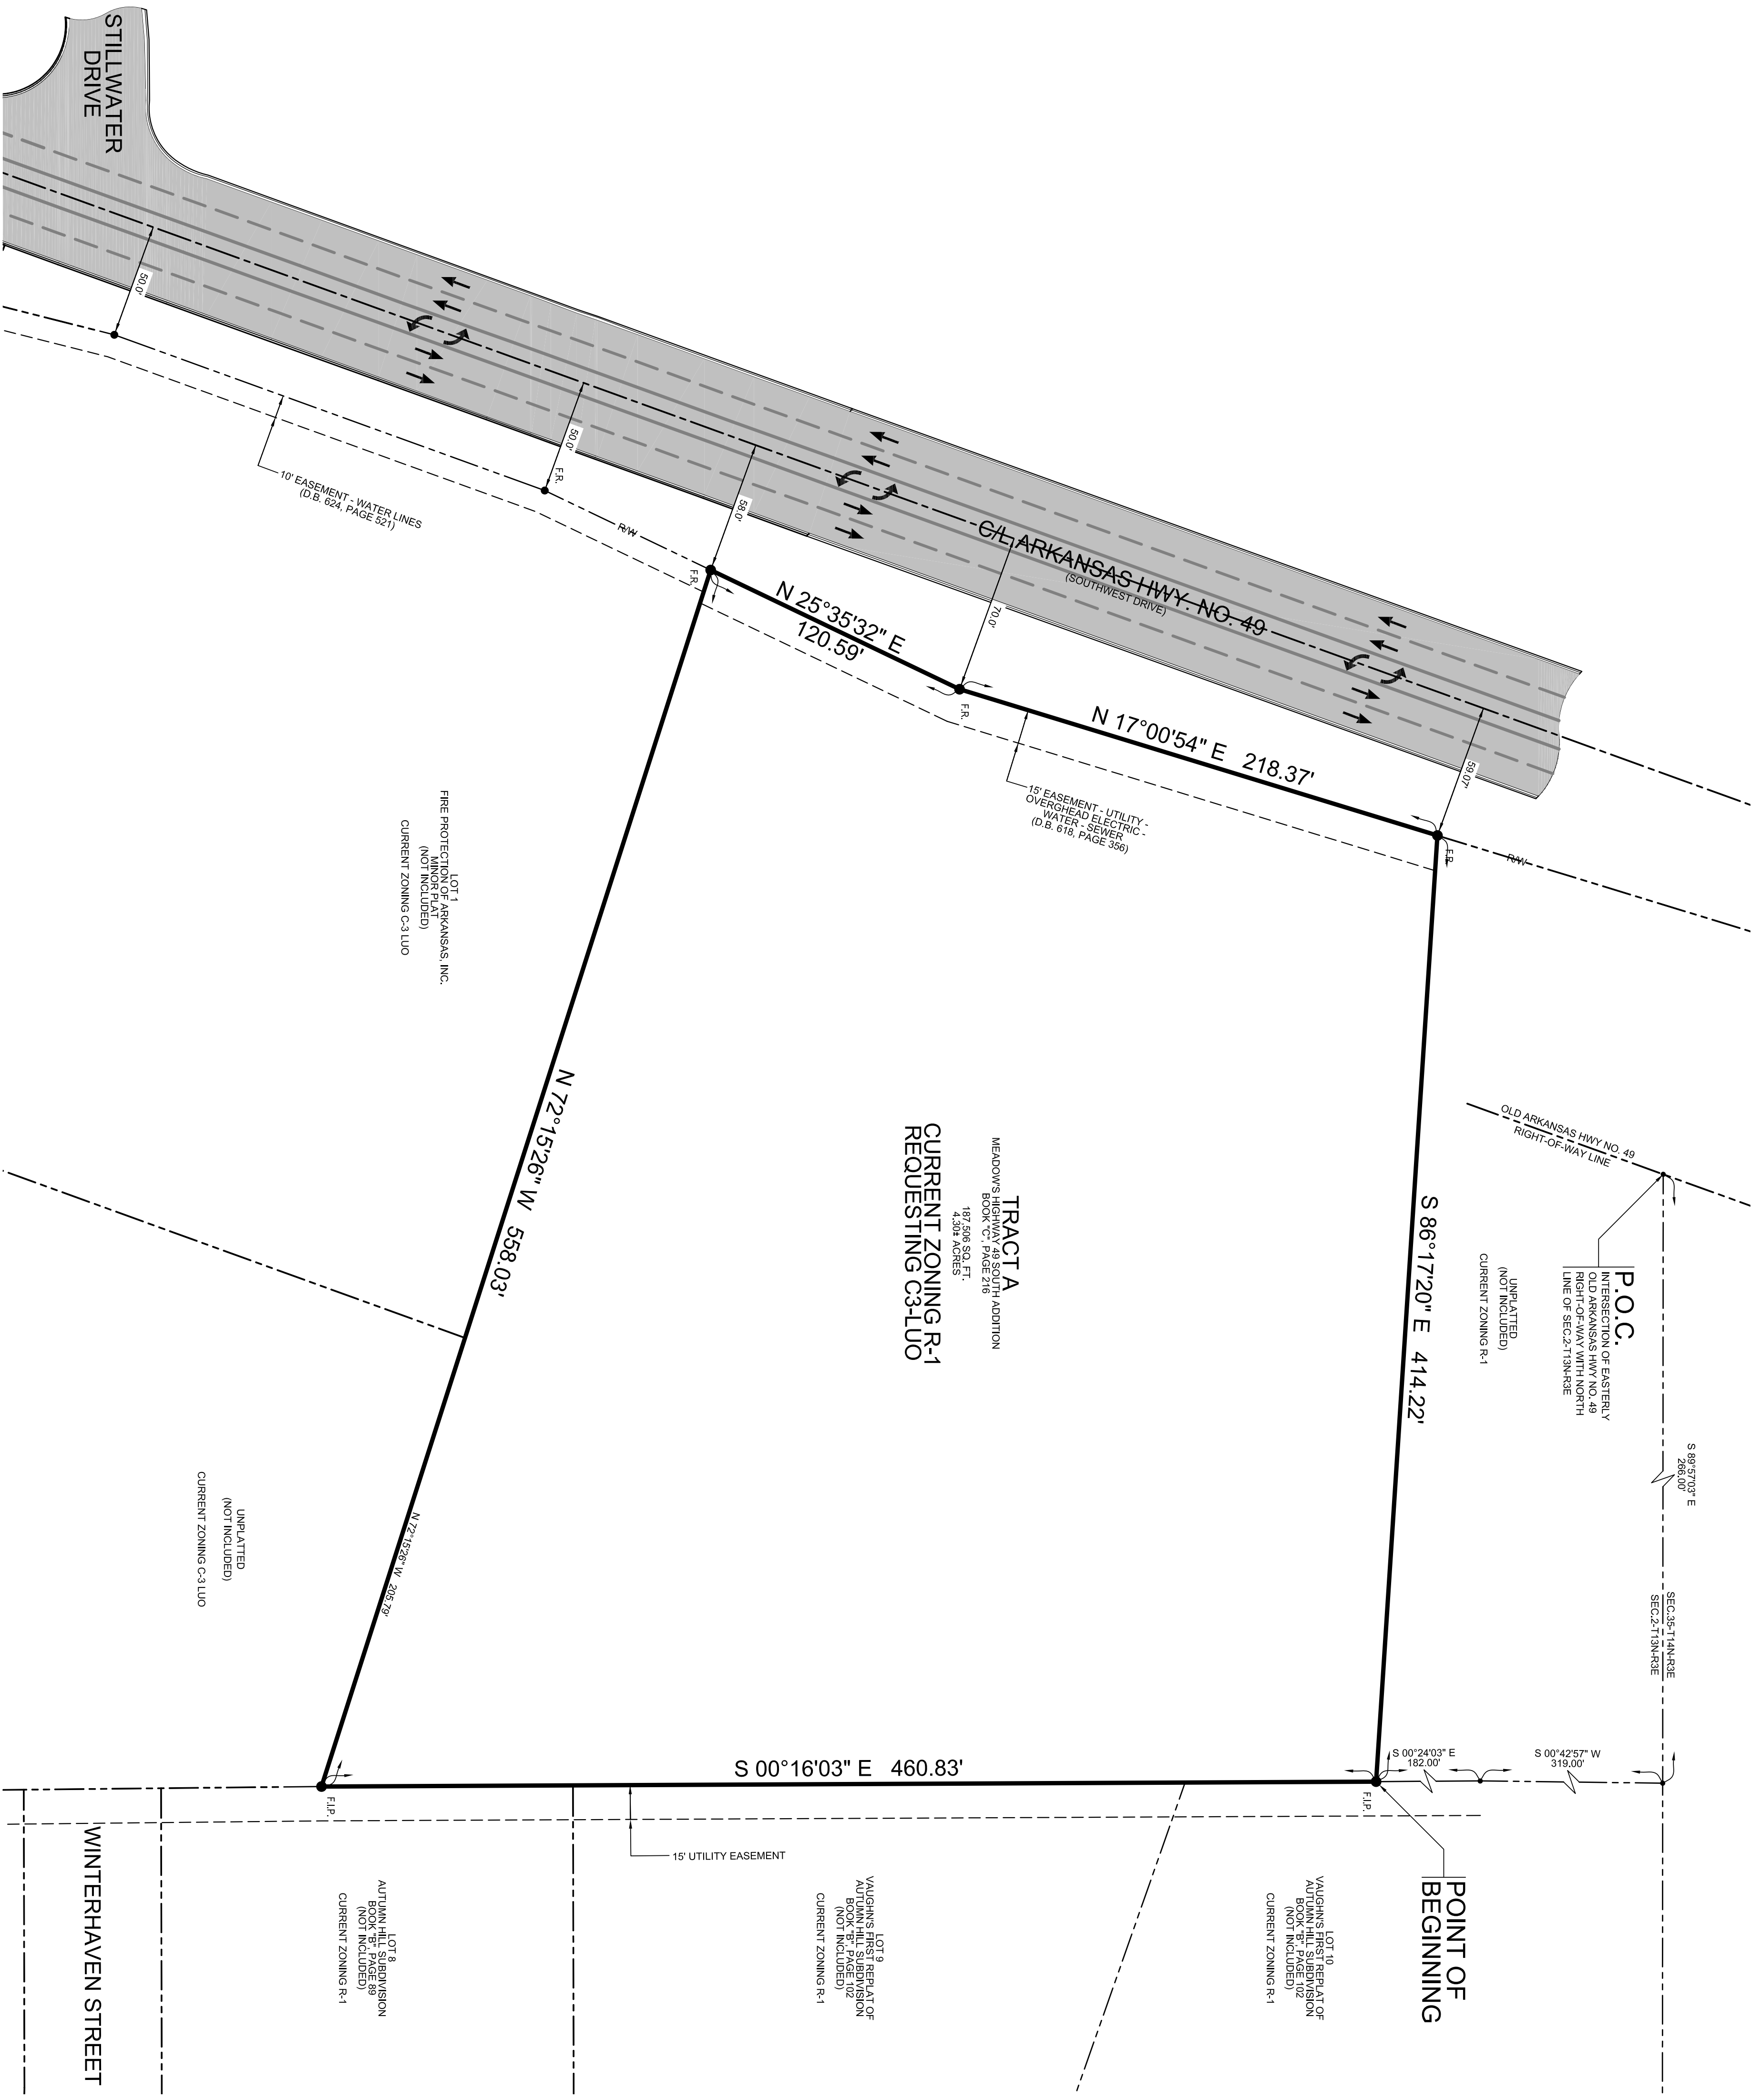 STILLWATER
DRIVE
50.0'
10' EASEMENT - WATER LINES
(D.B. 624, PAGE 521)
50.0'
F.R.
R/W
58.0'
F.R.
C/L ARKANSAS HWY. NO. 49
(SOUTHWEST DRIVE)
N 25°35'32" E
120.59'
70.0'
F.R.
N 17°00'54" E 218.37'
15' EASEMENT - UTILITY -
OVERGHEAD ELECTRIC -
WATER - SEWER
(D.B. 618, PAGE 356)
59.07'
F.R.
R/W
OLD ARKANSAS HWY NO. 49
RIGHT-OF-WAY LINE
P.O.C.
INTERSECTION OF EASTERLY
OLD ARKANSAS HWY NO. 49
RIGHT-OF-WAY WITH NORTH
LINE OF SEC.2-T13N-R3E
UNPLATTED
(NOT INCLUDED)
CURRENT ZONING R-1
S 86°17'20" E 414.22'
S 89°57'03" E
266.00'
SEC.35-T14N-R3E
SEC.2-T13N-R3E
TRACT A
MEADOW'S HIGHWAY 49 SOUTH ADDITION
BOOK "C", PAGE 216
187,506 SQ. FT.
4.30± ACRES
CURRENT ZONING R-1
REQUESTING C3-LUO
LOT 1
FIRE PROTECTION OF ARKANSAS, INC.
MINOR PLAT
(NOT INCLUDED)
CURRENT ZONING C-3 LUO
N 72°15'26" W 558.03'
N 72°15'26" W 205.79'
UNPLATTED
(NOT INCLUDED)
CURRENT ZONING C-3 LUO
S 00°16'03" E 460.83'
S 00°24'03" E
182.00'
S 00°42'57" W
319.00'
F.I.P.
F.I.P.
POINT OF
BEGINNING
15' UTILITY EASEMENT
LOT 10
VAUGHN'S FIRST REPLAT OF
AUTUMN HILL SUBDIVISION
BOOK "B", PAGE 102
(NOT INCLUDED)
CURRENT ZONING R-1
LOT 9
VAUGHN'S FIRST REPLAT OF
AUTUMN HILL SUBDIVISION
BOOK "B", PAGE 102
(NOT INCLUDED)
CURRENT ZONING R-1
LOT 8
AUTUMN HILL SUBDIVISION
BOOK "B", PAGE 89
(NOT INCLUDED)
CURRENT ZONING R-1
WINTERHAVEN STREET